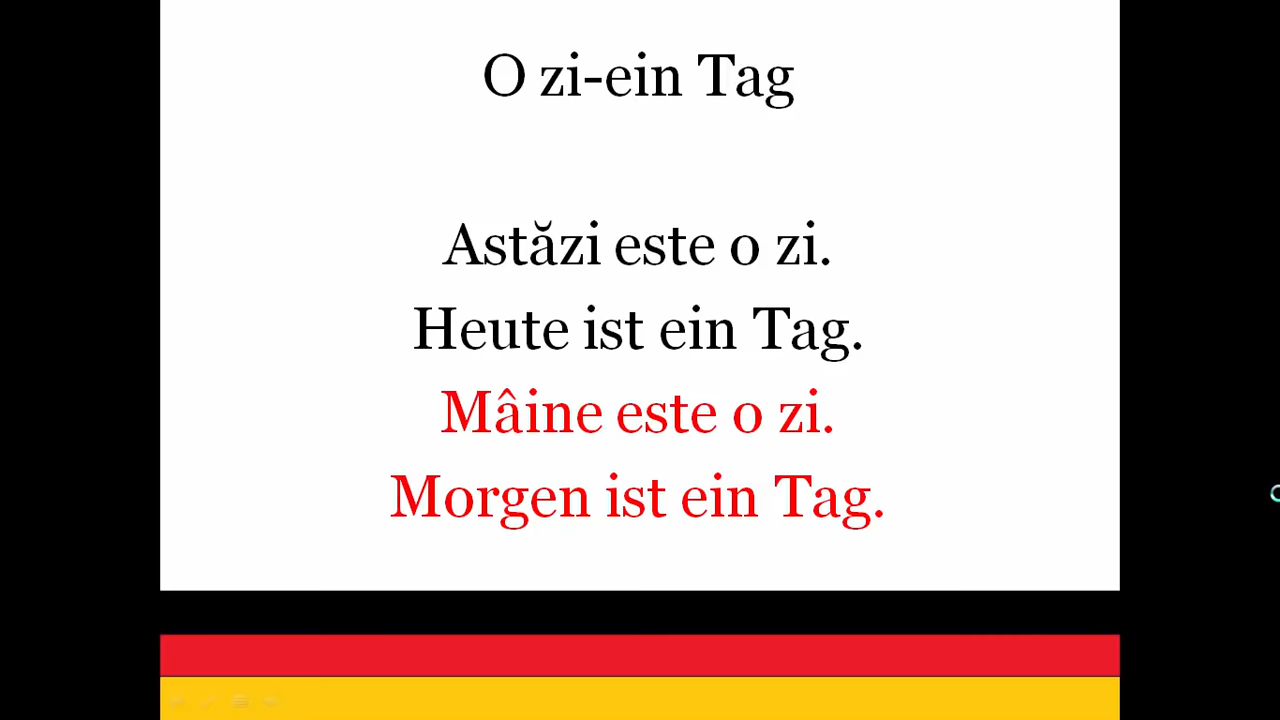 O zi-ein Tag
Astăzi este o zi.
Heute ist ein Tag.
Mâine este o zi.
Morgen ist ein Tag.